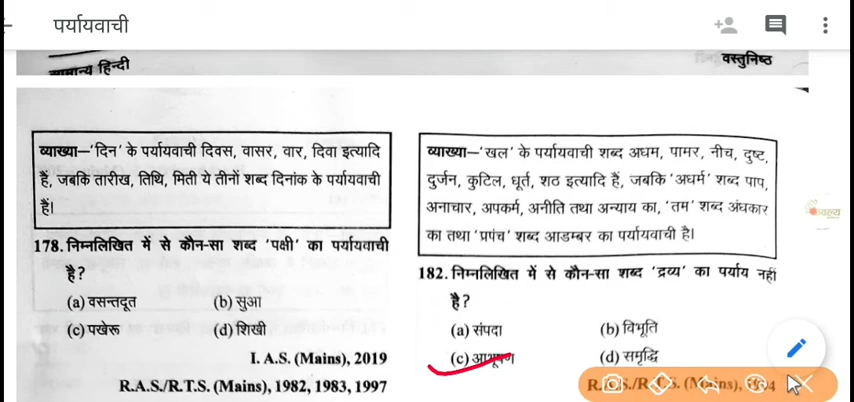 पर्यायवाची
सामान्य हिन्दी
वस्तुनिष्ठ
व्याख्या—'दिन' के पर्यायवाची दिवस, वासर, वार, दिवा इत्यादि
हैं, जबकि तारीख, तिथि, मिती ये तीनों शब्द दिनांक के पर्यायवाची
हैं।
178. निम्नलिखित में से कौन-सा शब्द 'पक्षी' का पर्यायवाची
है?
(a) वसन्तदूत (b) सुआ
(c) पखेरू (d) शिखी
I. A.S. (Mains), 2019
R.A.S./R.T.S. (Mains), 1982, 1983, 1997
व्याख्या—'खल' के पर्यायवाची शब्द अधम, पामर, नीच, दुष्ट,
दुर्जन, कुटिल, धूर्त, शठ इत्यादि हैं, जबकि 'अधर्म' शब्द पाप,
अनाचार, अपकर्म, अनीति तथा अन्याय का, 'तम' शब्द अंधकार
का तथा 'प्रपंच' शब्द आडम्बर का पर्यायवाची है।
182. निम्नलिखित में से कौन-सा शब्द 'द्रव्य' का पर्याय नहीं
है?
(a) संपदा (b) विभूति
(c) आभूषण (d) समृद्धि
(Mains),